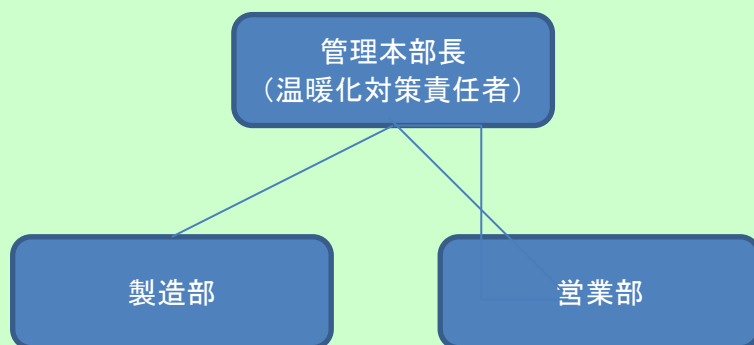 管理本部長
（温暖化対策責任者）
製造部
営業部